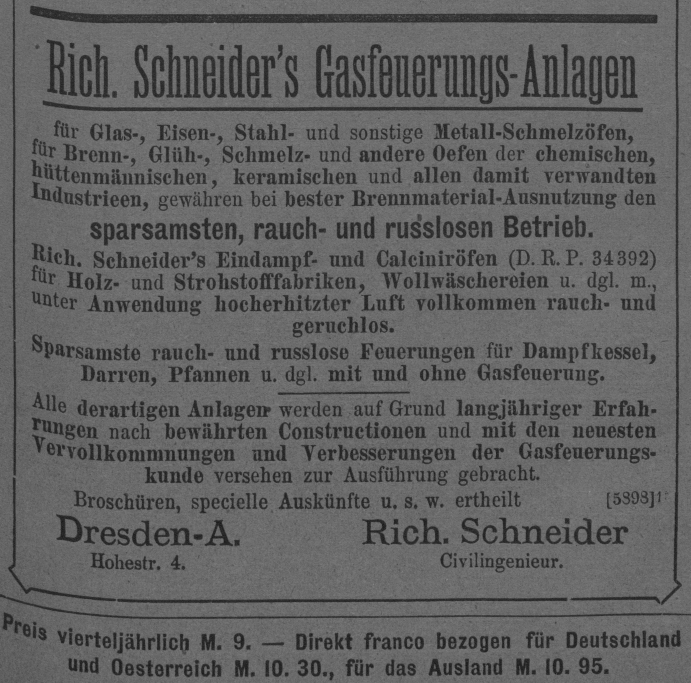 Rich. Schneider's Gasfeuerungs-Anlagen
für Glas-, Eisen-, Stahl- und sonstige Metall-Schmelzöfen,
für Brenn-, Glüh-, Schmelz- und andere Oefen der chemischen,
hüttenmännischen, keramischen und allen damit verwandten
Industrieen, gewähren bei bester Brennmaterial-Ausnutzung den
sparsamsten, rauch- und russlosen Betrieb.
Rich. Schneider's Eindampf- und Calciniröfen (D. R. P. 34392)
für Holz- und Strohstofffabriken, Wollwäschereien u. dgl. m.,
unter Anwendung hocherhitzter Luft vollkommen rauch- und
geruchlos.
Sparsamste rauch- und russlose Feuerungen für Dampfkessel,
Darren, Pfannen u. dgl. mit und ohne Gasfeuerung.
Alle derartigen Anlagen werden auf Grund langjähriger Erfah-
rungen nach bewährten Constructionen und mit den neuesten
Vervollkommnungen und Verbesserungen der Gasfeuerungs-
kunde versehen zur Ausführung gebracht.
Broschüren, specielle Auskünfte u. s. w. ertheilt [5898]1
Dresden-A. Rich. Schneider
Hohestr. 4. Civilingenieur.
Preis vierteljährlich M. 9. — Direkt franco bezogen für Deutschland
und Oesterreich M. 10. 30., für das Ausland M. 10. 95.